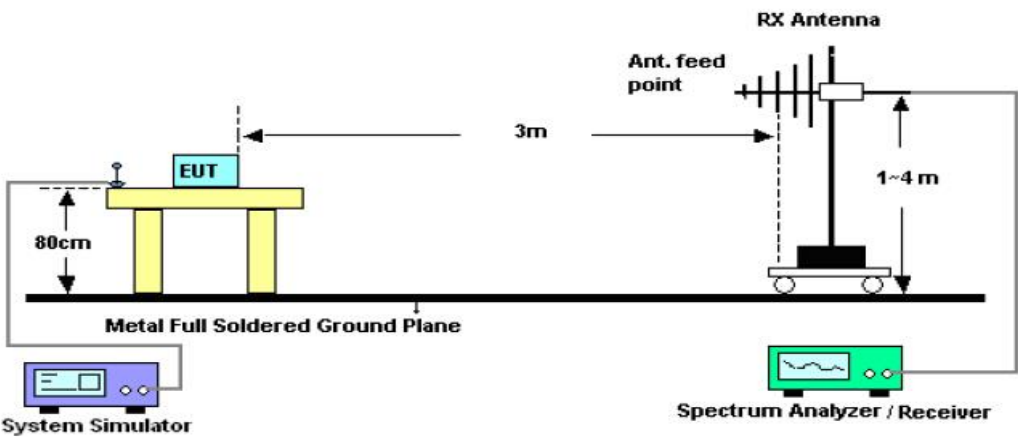 RX Antenna
Ant. feed
point
3m
EUT
1~4 m
80cm
Metal Full Soldered Ground Plane
System Simulator
Spectrum Analyzer / Receiver